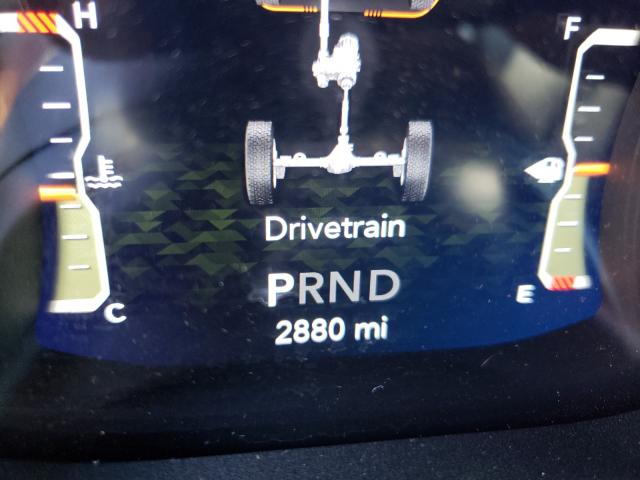 H F
Drivetrain
C PRND E
2880 mi